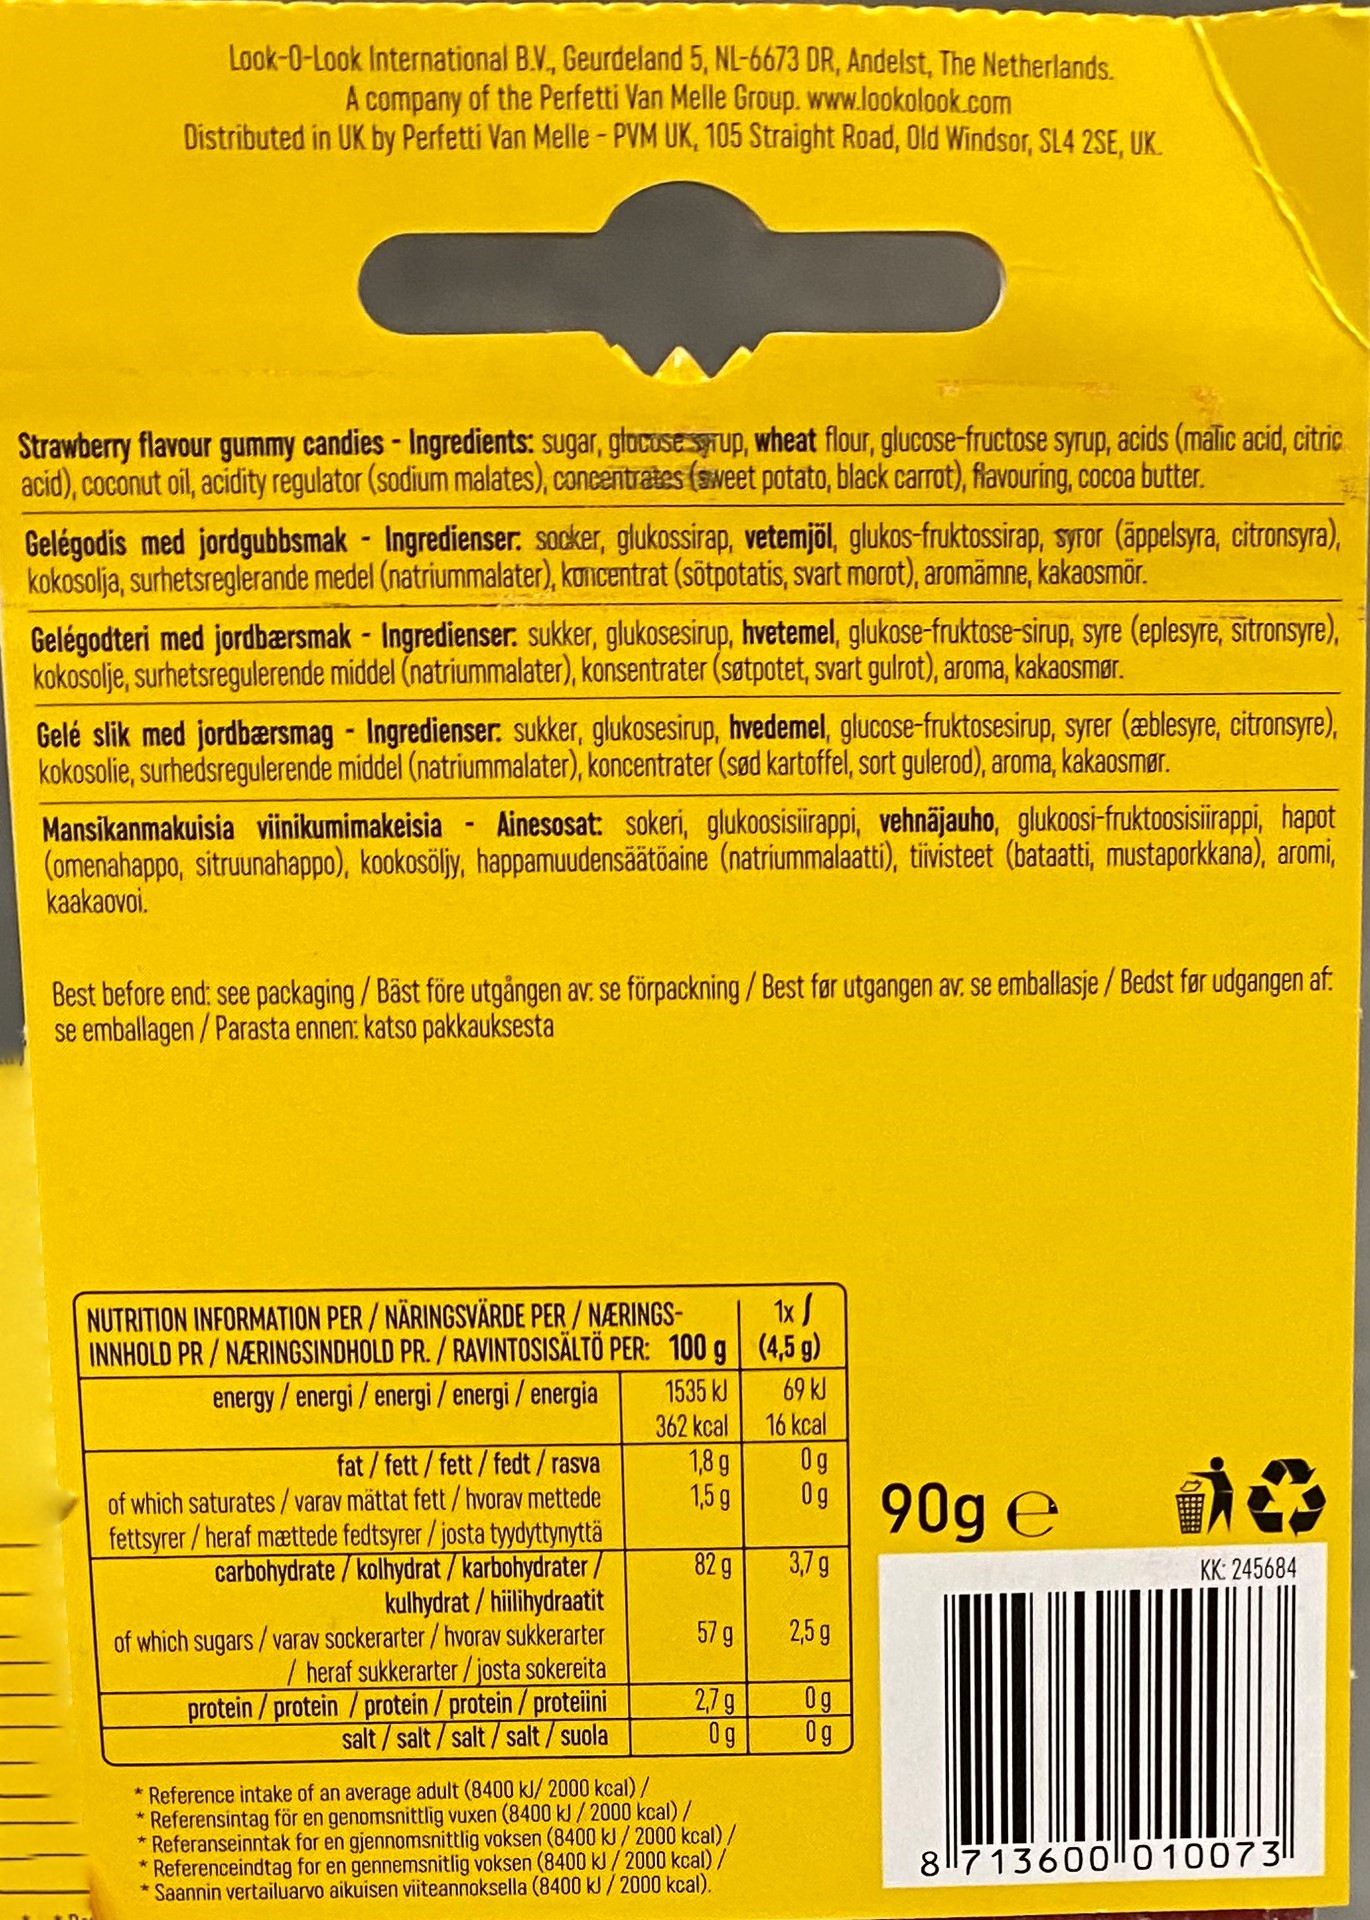 Look-O-Look International B.V., Geurdeland 5, NL-6673 DR, Andelst, The Netherlands.
A company of the Perfetti Van Melle Group. www.lookolook.com
Distributed in UK by Perfetti Van Melle - PVM UK, 105 Straight Road, Old Windsor, SL4 2SE, UK.
Strawberry flavour gummy candies - Ingredients: sugar, glucose syrup, wheat flour, glucose-fructose syrup, acids (malic acid, citric
acid), coconut oil, acidity regulator (sodium malates), concentrates (sweet potato, black carrot), flavouring, cocoa butter.
Gelégodis med jordgubbsmak - Ingredienser: socker, glukossirap, vetemjöl, glukos-fruktossirap, syror (äppelsyra, citronsyra),
kokosolja, surhetsreglerande medel (natriummalater), koncentrat (sötpotatis, svart morot), aromämne, kakaosmör.
Gelégodteri med jordbærsmak - Ingredienser: sukker, glukosesirup, hvetemel, glukose-fruktose-sirup, syre (eplesyre, sitronsyre),
kokosolje, surhetsregulerende middel (natriummalater), konsentrater (søtpotet, svart gulrot), aroma, kakaosmør.
Gelé slik med jordbærsmag - Ingredienser: sukker, glukosesirup, hvedemel, glucose-fruktosesirup, syrer (æblesyre, citronsyre),
kokosolie, surhedsregulerende middel (natriummalater), koncentrater (sød kartoffel, sort gulerod), aroma, kakaosmør.
Mansikanmakuisia viinikumimakeisia - Ainesosat: sokeri, glukoosisiirappi, vehnäjauho, glukoosi-fruktoosisiirappi, hapot
(omenahappo, sitruunahappo), kookosöljy, happamuudensäätöaine (natriummalaatti), tiivisteet (bataatti, mustaporkkana), aromi,
kaakaovoi.
Best before end: see packaging / Bäst före utgången av: se förpackning / Best før utgangen av: se emballasje / Bedst før udgangen af:
se emballagen / Parasta ennen: katso pakkauksesta
NUTRITION INFORMATION PER / NÄRINGSVÄRDE PER / NÆRINGS- 1x
INNHOLD PR / NÆRINGSINDHOLD PR. / RAVINTOSISÄLTÖ PER: 100 g (4,5 g)
energy / energi / energi / energi / energia 1535 kJ 69 kJ
362 kcal 16 kcal
fat / fett / fett / fedt / rasva 1,8 g 0 g
of which saturates / varav mättat fett / hvorav mettede 1,5 g 0 g
fettsyrer / heraf mættede fedtsyrer / josta tyydyttynyttä
carbohydrate / kolhydrat / karbohydrater / 82 g 3,7 g
kulhydrat / hiilihydraatit
of which sugars / varav sockerarter / hvorav sukkerarter 57 g 2,5 g
/ heraf sukkerarter / josta sokereita
protein / protein / protein / protein / proteiini 2,7 g 0 g
salt / salt / salt / salt / suola 0 g 0 g
90g e
KK: 245684
8 713600 010073
* Reference intake of an average adult (8400 kJ/ 2000 kcal) /
* Referensintag för en genomsnittlig vuxen (8400 kJ / 2000 kcal) /
* Referanseinntak for en gjennomsnittlig voksen (8400 kJ / 2000 kcal) /
* Referenceindtag for en gennemsnitlig voksen (8400 kJ / 2000 kcal) /
* Saannin vertailuarvo aikuisen viiteannoksella (8400 kJ / 2000 kcal).